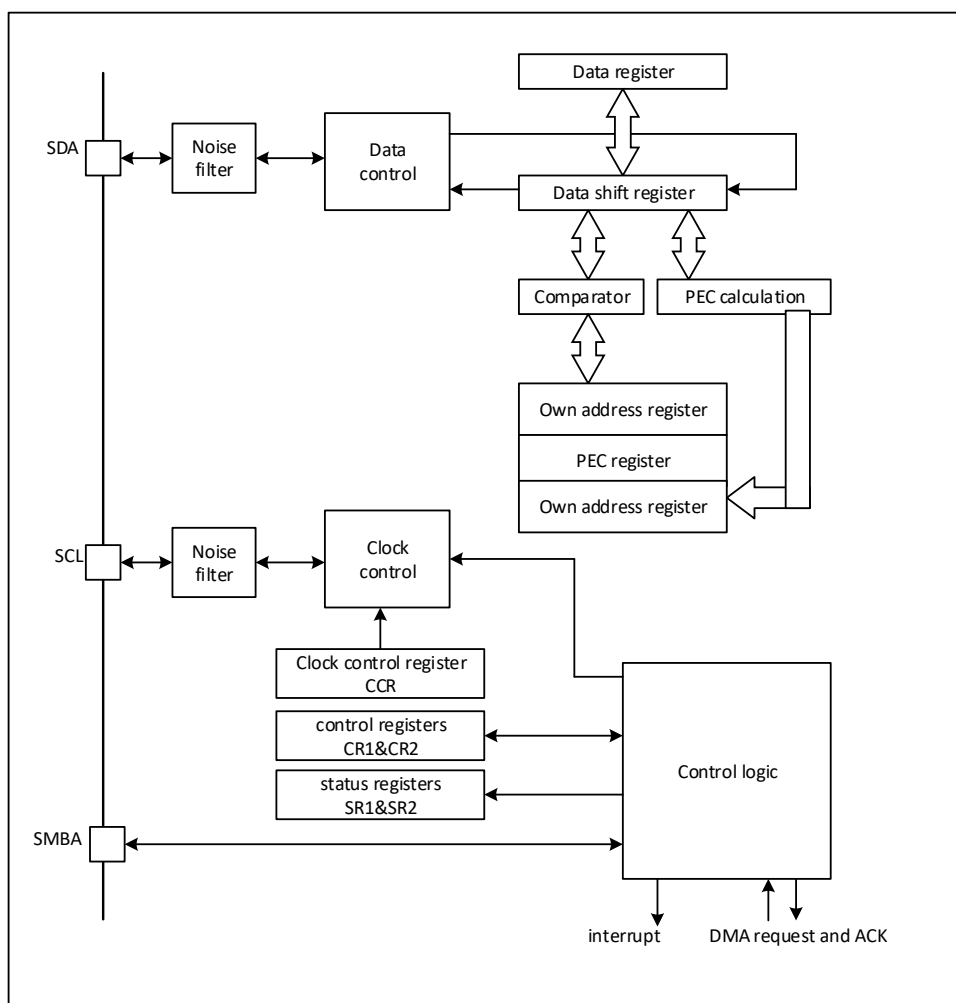 Data register
SDA
Noise
filter
Data
control
Data shift register
Comparator
PEC calculation
Own address register
PEC register
Own address register
SCL
Noise
filter
Clock
control
Clock control register
CCR
control registers
CR1&CR2
status registers
SR1&SR2
Control logic
SMBA
interrupt
DMA request and ACK